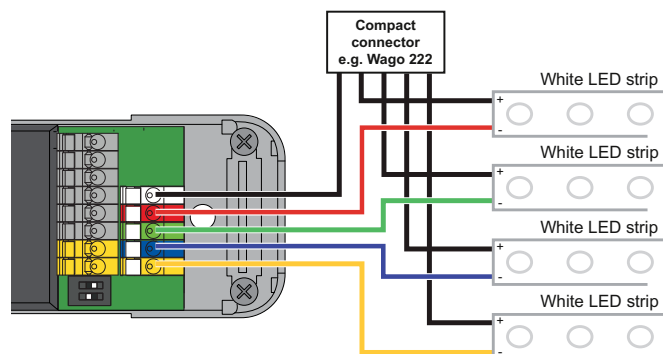 Compact
connector
e.g. Wago 222
White LED strip
+
-
White LED strip
+
-
White LED strip
+
-
White LED strip
+
-